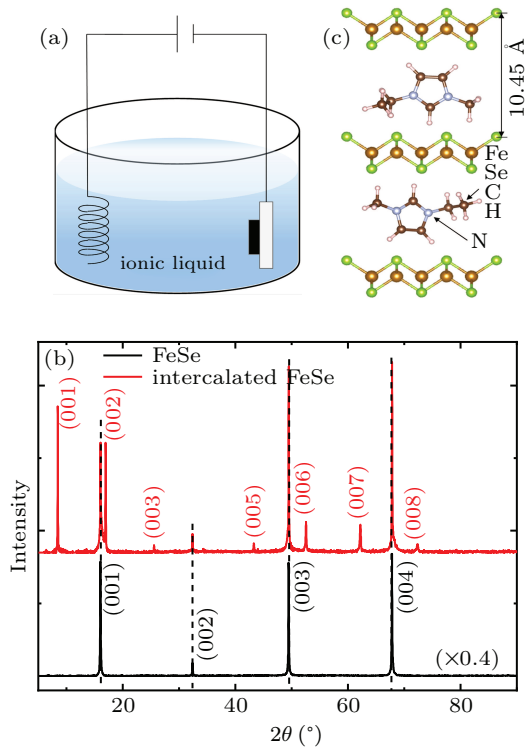 (a)
ionic liquid
(c)
10.45 Å
Fe
Se
C
H
N
(b)
FeSe
intercalated FeSe
(001)
(002)
(003)
(005)
(006)
(007)
(008)
(001)
(002)
(003)
(004)
(×0.4)
Intensity
20
40
60
80
2θ (°)